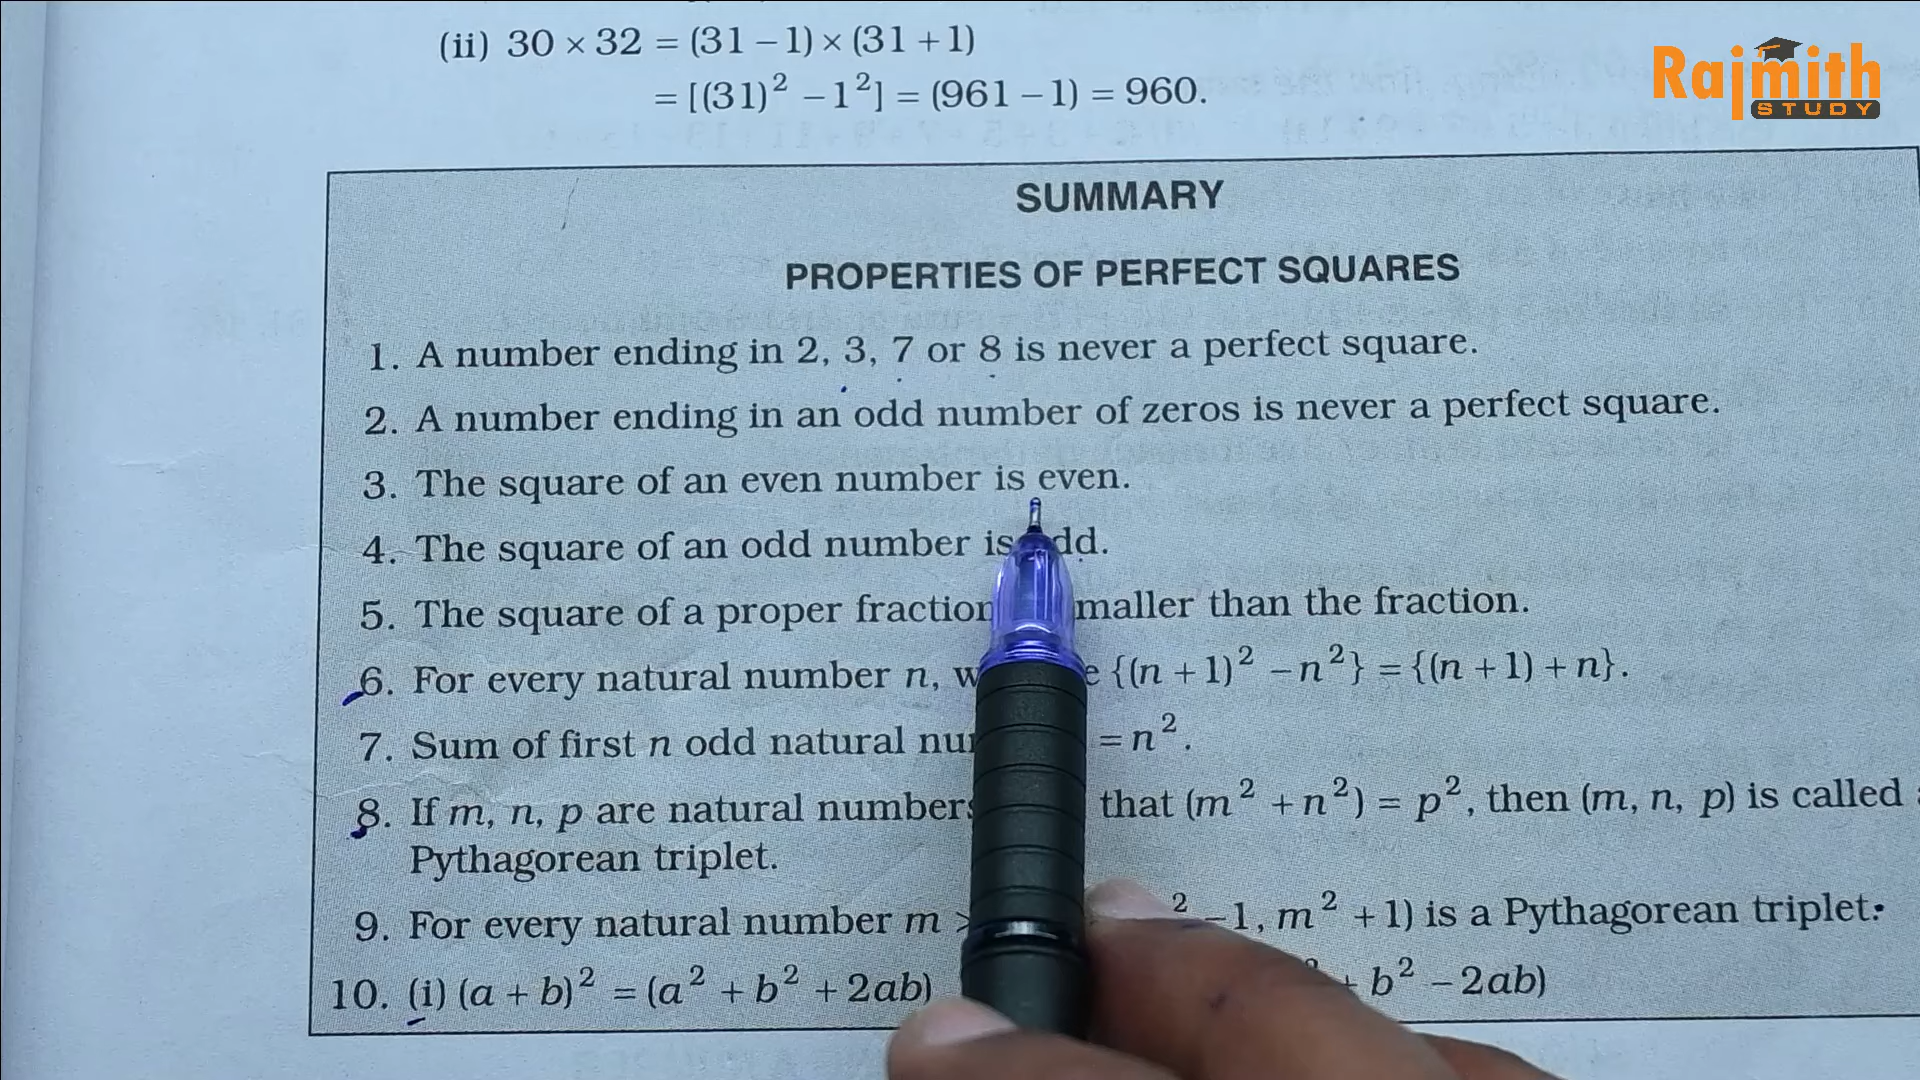 (ii) 30 × 32 = (31 − 1) × (31 + 1)
= [(31)² − 1²] = (961 − 1) = 960.
Rajmith
STUDY
SUMMARY
PROPERTIES OF PERFECT SQUARES
1. A number ending in 2, 3, 7 or 8 is never a perfect square.
2. A number ending in an odd number of zeros is never a perfect square.
3. The square of an even number is even.
4. The square of an odd number is odd.
5. The square of a proper fraction smaller than the fraction.
6. For every natural number n, {(n + 1)² − n²} = {(n + 1) + n}.
7. Sum of first n odd natural = n².
8. If m, n, p are natural numbers that (m² + n²) = p², then (m, n, p) is called
Pythagorean triplet.
9. For every natural number m > ² − 1, m² + 1) is a Pythagorean triplet.
10. (i) (a + b)² = (a² + b² + 2ab) + b² − 2ab)